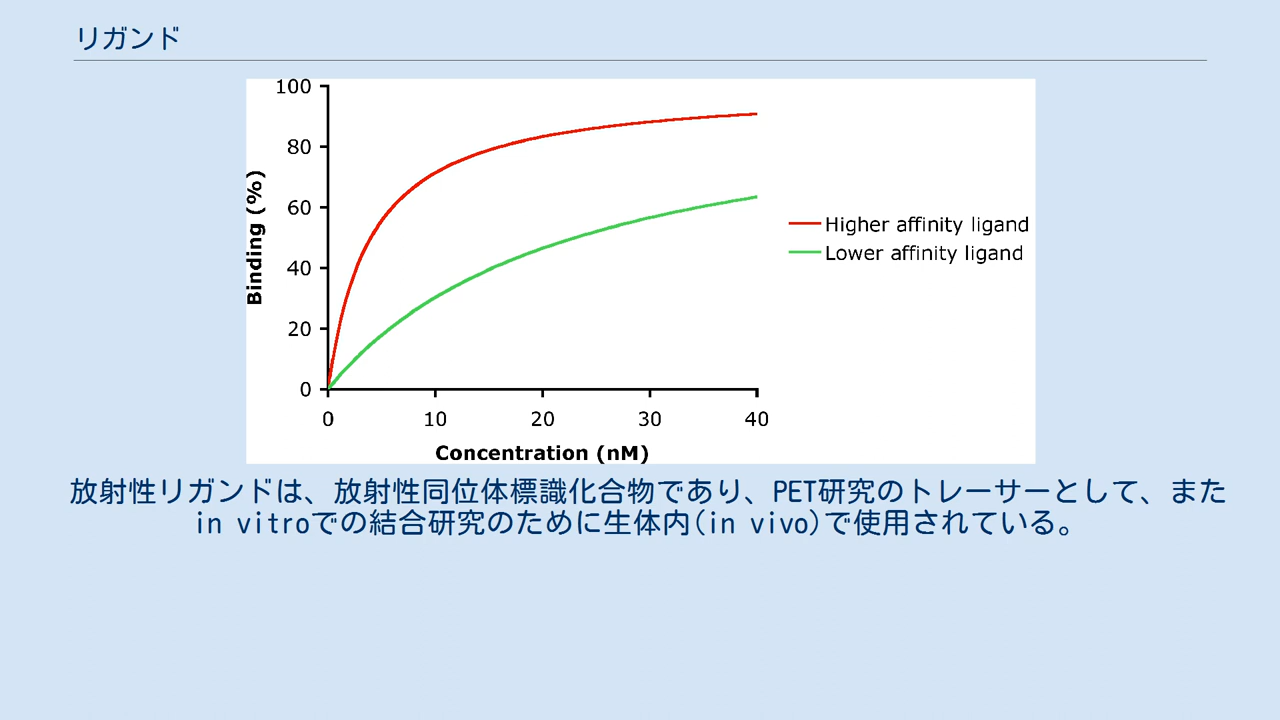 リガンド
100
80
60
40
20
0
Binding (%)
0 10 20 30 40
Concentration (nM)
Higher affinity ligand
Lower affinity ligand
放射性リガンドは、放射性同位体標識化合物であり、PET研究のトレーサーとして、また
in vitroでの結合研究のために生体内(in vivo)で使用されている。